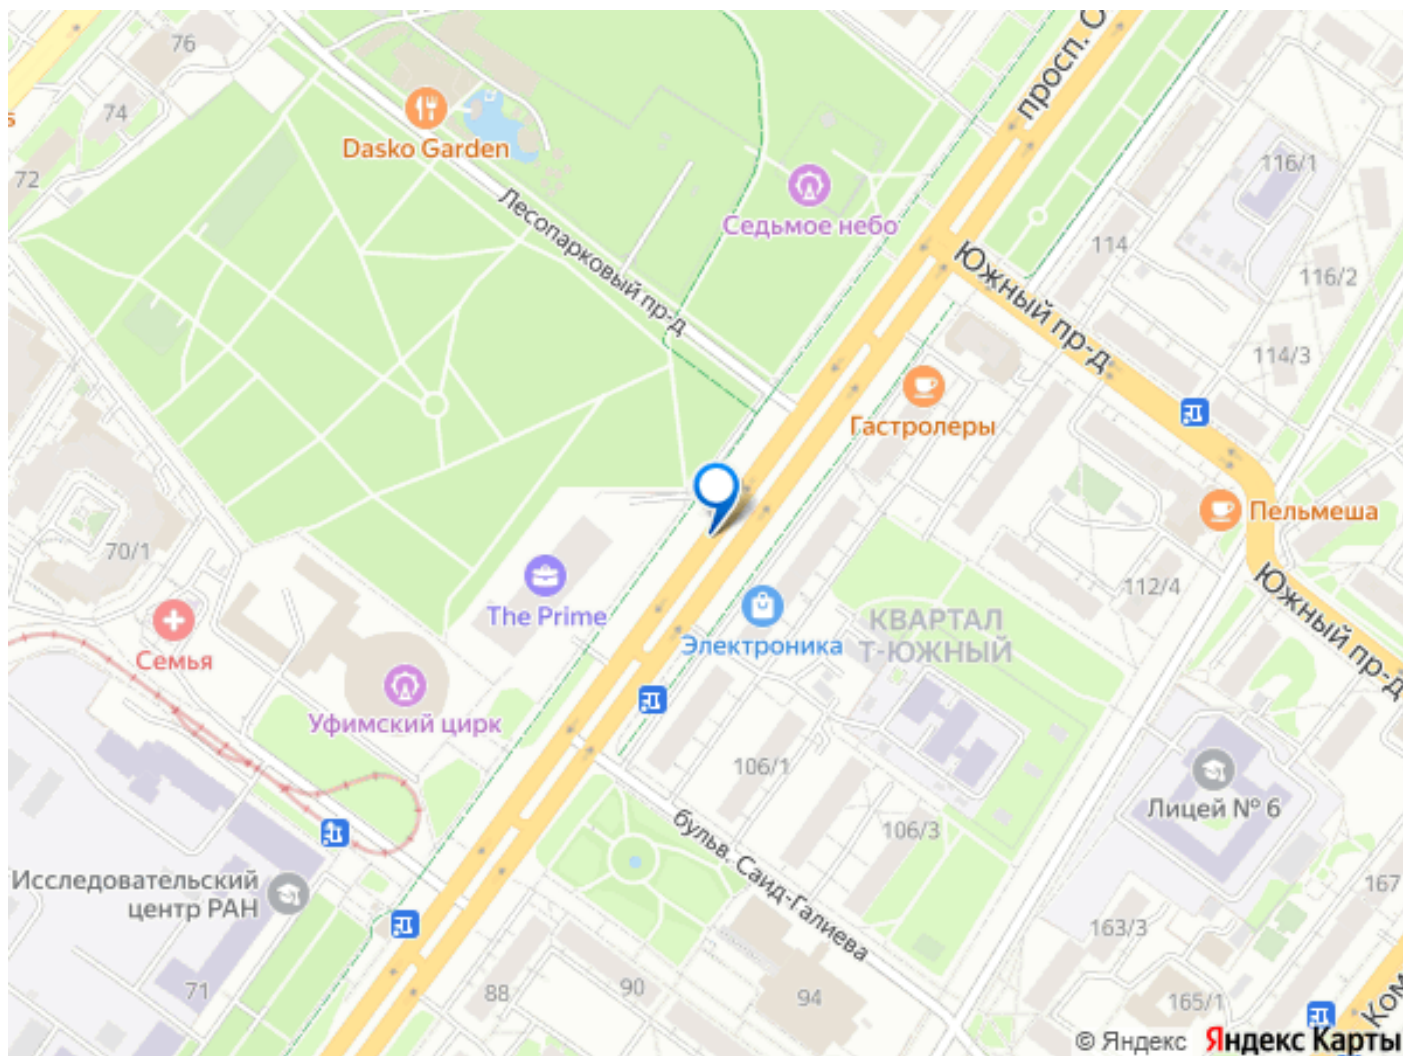 76
просп. О
74
s
Dasko Garden
116/1
72
Лесопарковый пр-д
Седьмое небо
114
Южный пр-д
116/2
114/3
Гастролеры
Пельмеша
70/1
The Prime
112/4
Южный пр-д
Электроника
КВАРТАЛ
Т-ЮЖНЫЙ
Семья
Уфимский цирк
106/1
Лицей № 6
106/3
бульв. Саид-Галиева
Исследовательский
центр РАН
167
163/3
71
88
90
94
165/1
Ком
© Яндекс Яндекс Карты